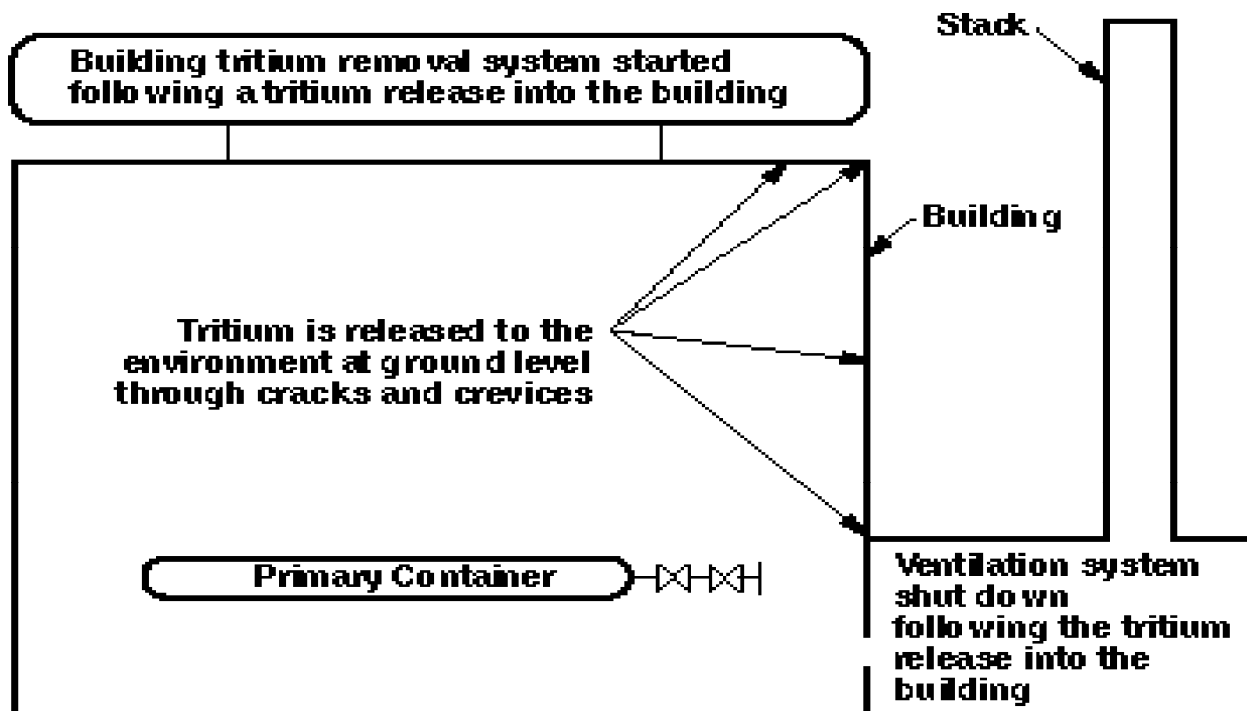 Building tritium removal system started
following a tritium release into the building
Stack
Building
Tritium is released to the
environment at ground level
through cracks and crevices
Primary Container
Ventilation system
shut down
following the tritium
release into the
building